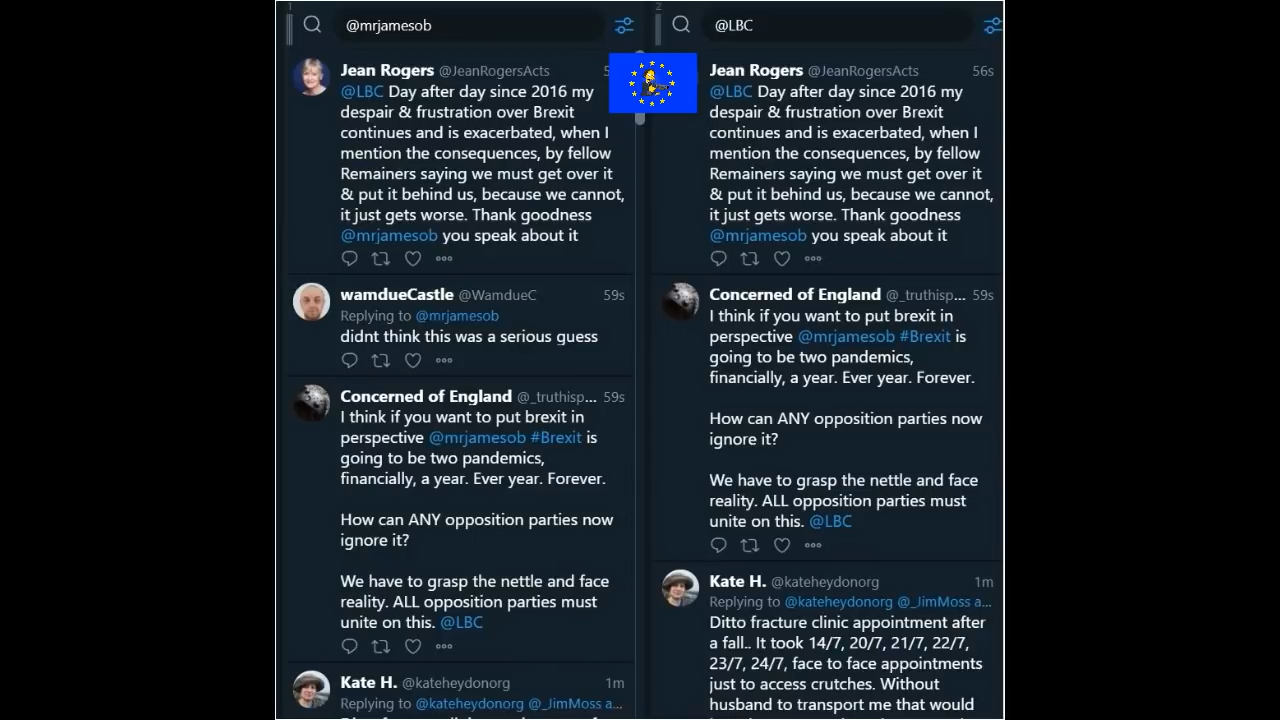 1
@mrjamesob
Jean Rogers @JeanRogersActs
@LBC Day after day since 2016 my
despair & frustration over Brexit
continues and is exacerbated, when I
mention the consequences, by fellow
Remainers saying we must get over it
& put it behind us, because we cannot,
it just gets worse. Thank goodness
@mrjamesob you speak about it
wamdueCastle @WamdueC 59s
Replying to @mrjamesob
didnt think this was a serious guess
Concerned of England @_truthisp... 59s
I think if you want to put brexit in
perspective @mrjamesob #Brexit is
going to be two pandemics,
financially, a year. Ever year. Forever.
How can ANY opposition parties now
ignore it?
We have to grasp the nettle and face
reality. ALL opposition parties must
unite on this. @LBC
Kate H. @kateheydonorg 1m
Replying to @kateheydonorg @_JimMoss a...
2
@LBC
Jean Rogers @JeanRogersActs 56s
@LBC Day after day since 2016 my
despair & frustration over Brexit
continues and is exacerbated, when I
mention the consequences, by fellow
Remainers saying we must get over it
& put it behind us, because we cannot,
it just gets worse. Thank goodness
@mrjamesob you speak about it
Concerned of England @_truthisp... 59s
I think if you want to put brexit in
perspective @mrjamesob #Brexit is
going to be two pandemics,
financially, a year. Ever year. Forever.
How can ANY opposition parties now
ignore it?
We have to grasp the nettle and face
reality. ALL opposition parties must
unite on this. @LBC
Kate H. @kateheydonorg 1m
Replying to @kateheydonorg @_JimMoss a...
Ditto fracture clinic appointment after
a fall.. It took 14/7, 20/7, 21/7, 22/7,
23/7, 24/7, face to face appointments
just to access crutches. Without
husband to transport me that would